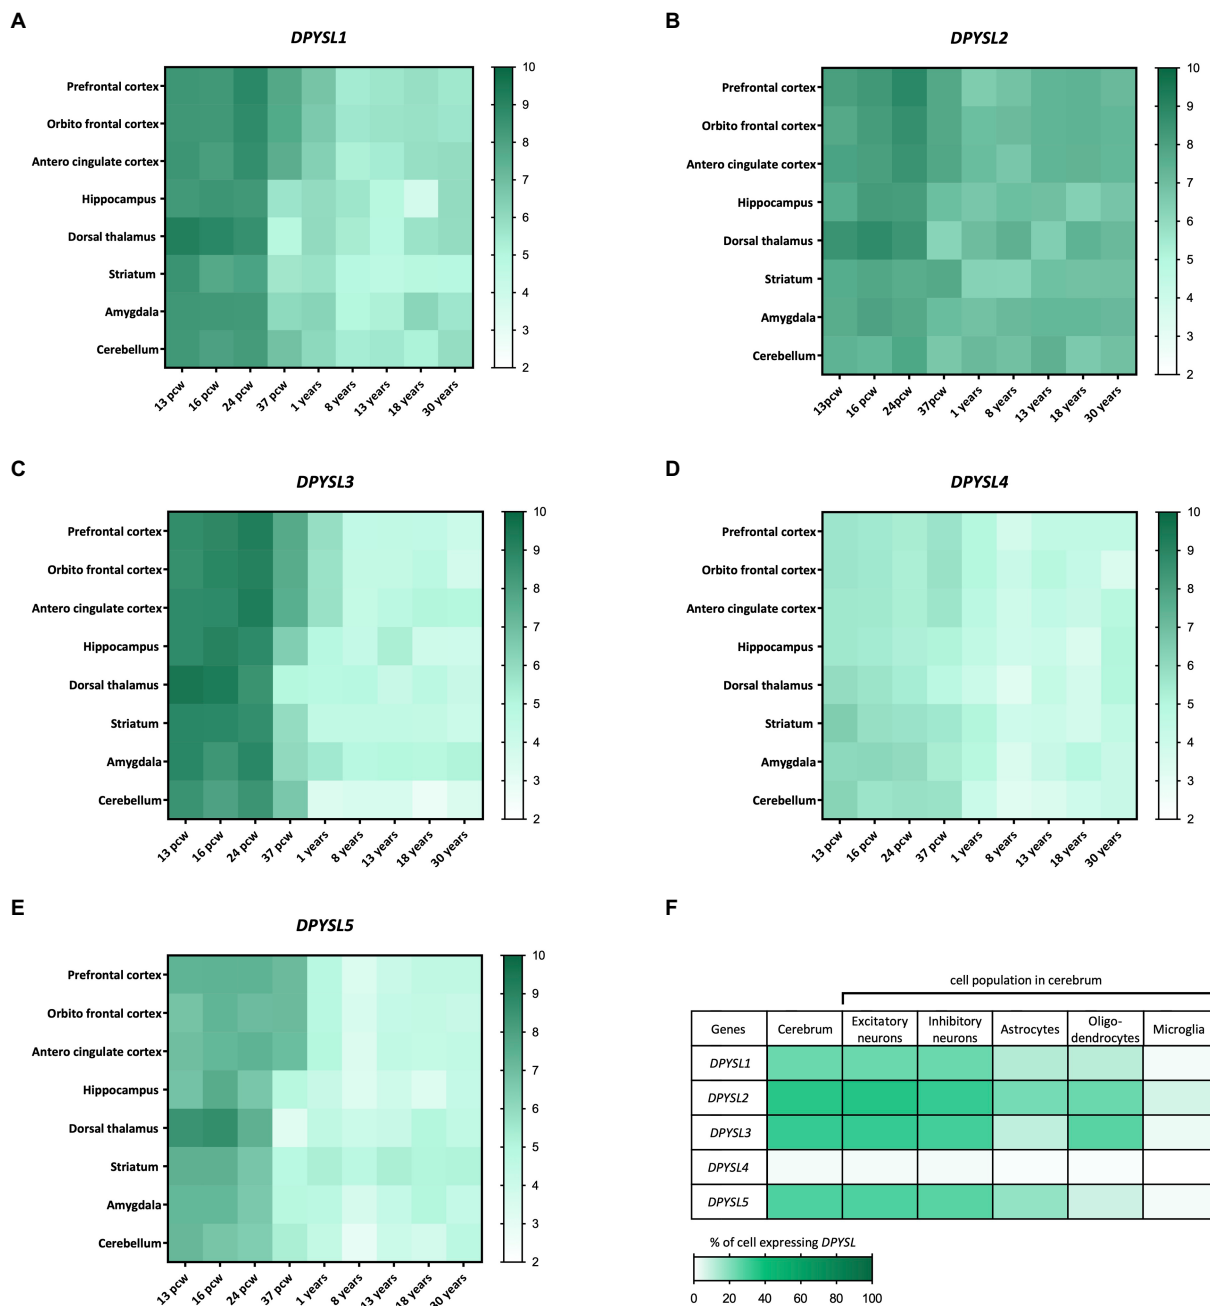 A
DPYSL1
Prefrontal cortex
Orbito frontal cortex
Antero cingulate cortex
Hippocampus
Dorsal thalamus
Striatum
Amygdala
Cerebellum
13 pcw
16 pcw
24 pcw
37 pcw
1 years
8 years
13 years
18 years
30 years
10
9
8
7
6
5
4
3
2
B
DPYSL2
Prefrontal cortex
Orbito frontal cortex
Antero cingulate cortex
Hippocampus
Dorsal thalamus
Striatum
Amygdala
Cerebellum
13pcw
16 pcw
24pcw
37pcw
1 years
8 years
13 years
18 years
30 years
10
9
8
7
6
5
4
3
2
C
DPYSL3
Prefrontal cortex
Orbito frontal cortex
Antero cingulate cortex
Hippocampus
Dorsal thalamus
Striatum
Amygdala
Cerebellum
13 pcw
16 pcw
24 pcw
37 pcw
1 years
8 years
13 years
18 years
30 years
10
9
8
7
6
5
4
3
2
D
DPYSL4
Prefrontal cortex
Orbito frontal cortex
Antero cingulate cortex
Hippocampus
Dorsal thalamus
Striatum
Amygdala
Cerebellum
13 pcw
16 pcw
24 pcw
37 pcw
1 years
8 years
13 years
18 years
30 years
10
9
8
7
6
5
4
3
2
E
DPYSL5
Prefrontal cortex
Orbito frontal cortex
Antero cingulate cortex
Hippocampus
Dorsal thalamus
Striatum
Amygdala
Cerebellum
13 pcw
16 pcw
24 pcw
37 pcw
1 years
8 years
13 years
18 years
30 years
10
9
8
7
6
5
4
3
2
F
cell population in cerebrum
Genes
Cerebrum
Excitatory
neurons
Inhibitory
neurons
Astrocytes
Oligo-
dendrocytes
Microglia
DPYSL1
DPYSL2
DPYSL3
DPYSL4
DPYSL5
% of cell expressing DPYSL
0 20 40 60 80 100